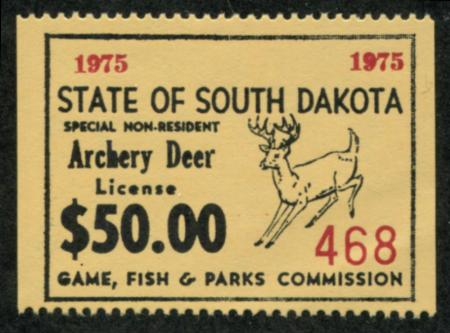 1975 1975
STATE OF SOUTH DAKOTA
SPECIAL NON-RESIDENT
Archery Deer
License
$50.00
468
GAME, FISH & PARKS COMMISSION